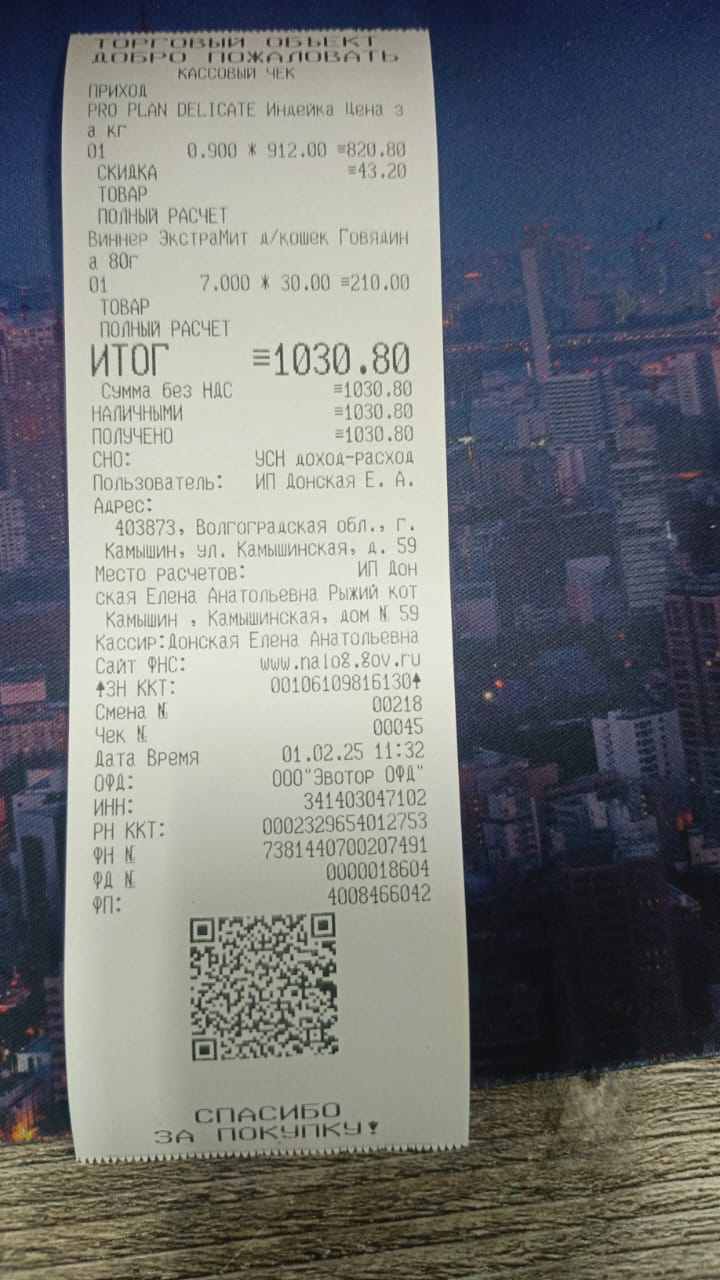 ТОРГОВЫЙ ОБЪЕКТ
ДОБРО ПОЖАЛОВАТЬ
КАССОВЫЙ ЧЕК
ПРИХОД
PRO PLAN DELICATE Индейка Цена з
а кг
01 0.900 * 912.00 ≡820.80
СКИДКА ≡43.20
ТОВАР
ПОЛНЫЙ РАСЧЕТ
Виннер ЭкстраМит д/кошек Говядин
а 80г
01 7.000 * 30.00 ≡210.00
ТОВАР
ПОЛНЫЙ РАСЧЕТ
ИТОГ ≡1030.80
Сумма без НДС ≡1030.80
НАЛИЧНЫМИ ≡1030.80
ПОЛУЧЕНО ≡1030.80
СНО: УСН доход-расход
Пользователь: ИП Донская Е. А.
Адрес:
403873, Волгоградская обл., г.
Камышин, ул. Камышинская, д. 59
Место расчетов: ИП Дон
ская Елена Анатольевна Рыжий кот
Камышин , Камышинская, дом № 59
Кассир:Донская Елена Анатольевна
Сайт ФНС: www.nalog.gov.ru
ЗН ККТ: 00106109816130
Смена № 00218
Чек № 00045
Дата Время 01.02.25 11:32
ОФД: ООО"Эвотор ОФД"
ИНН: 341403047102
РН ККТ: 0002329654012753
ФН № 7381440700207491
ФД № 0000018604
ФП: 4008466042
СПАСИБО
ЗА ПОКУПКУ!